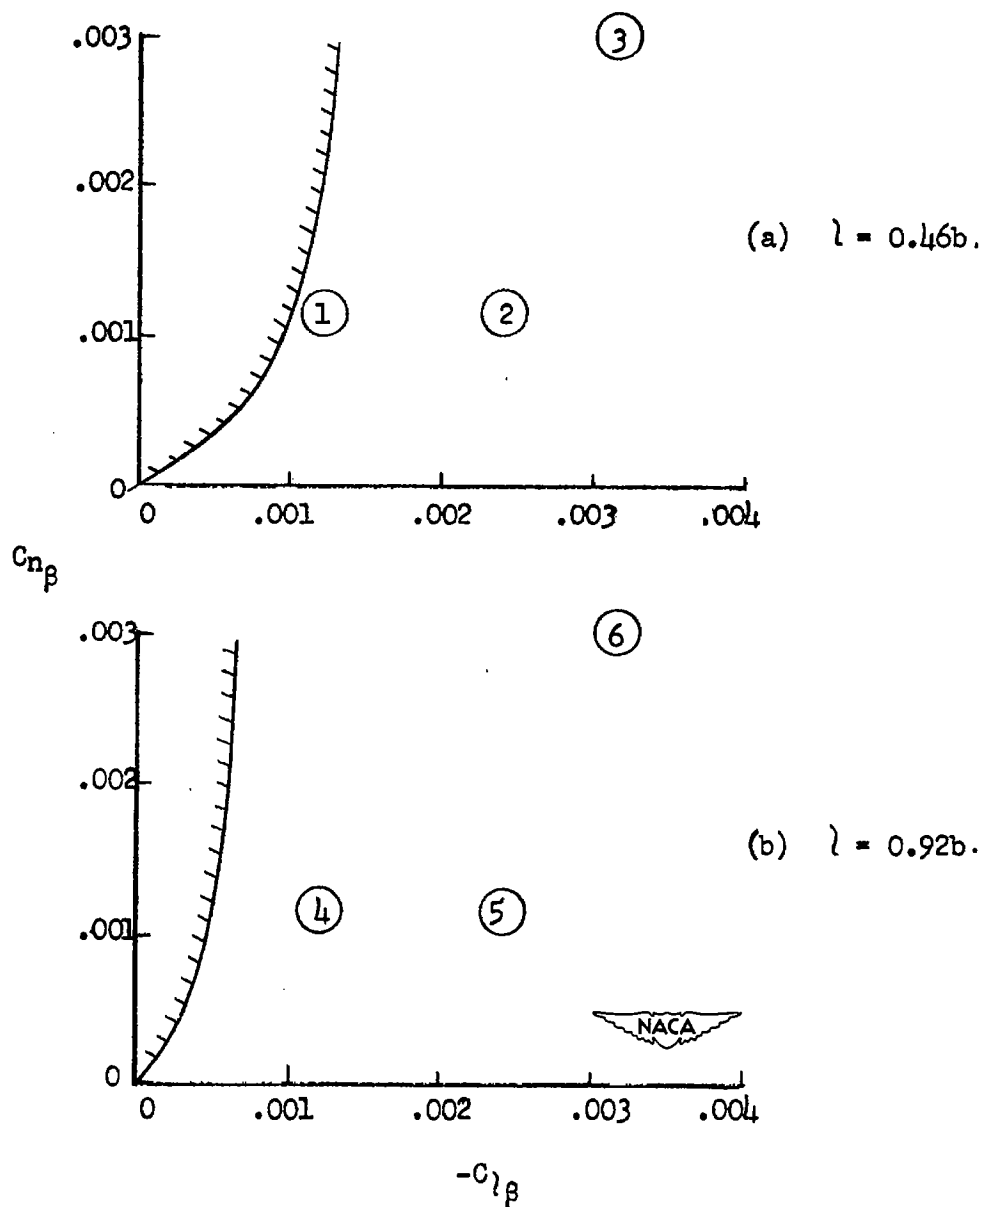 .003
③
.002
(a) l = 0.46b.
①
②
.001
0
0 .001 .002 .003 .004
Cnβ
.003
⑥
.002
(b) l = 0.92b.
④
⑤
.001
NACA
0
0 .001 .002 .003 .004
-Clβ